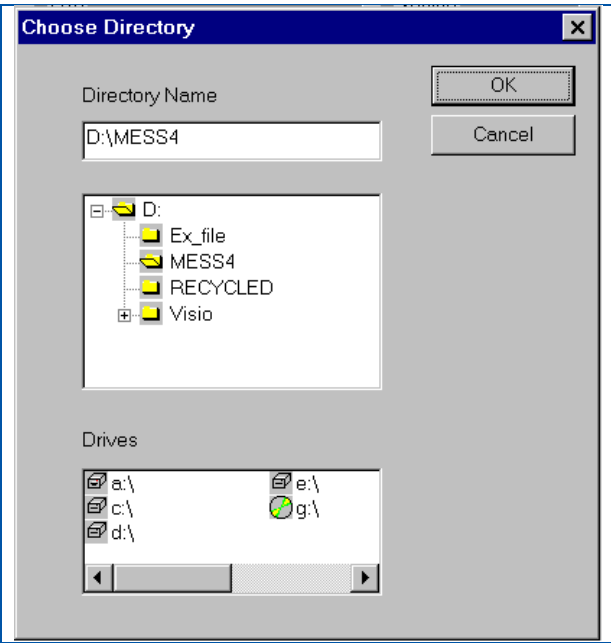 Choose Directory
OK
Directory Name
D:\MESS4
Cancel
D:
Ex_file
MESS4
RECYCLED
Visio
Drives
a:\ e:\
c:\ g:\
d:\